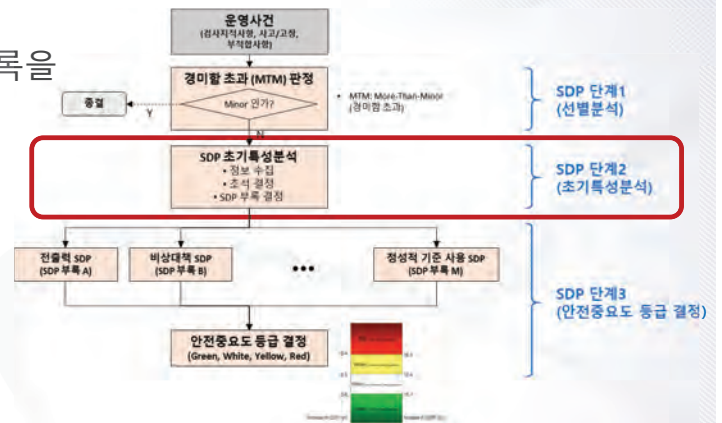 록을
운영사건
(검사지적사항, 사고/고장,
부적합사항)
경미함 초과 (MTM) 판정
Minor 인가?
종결
Y
N
• MTM: More-Than-Minor
(경미함 초과)
SDP 단계1
(선별분석)
SDP 초기특성분석
• 정보 수집
• 초석 결정
• SDP 부록 결정
SDP 단계2
(초기특성분석)
전출력 SDP
(SDP 부록 A)
비상대책 SDP
(SDP 부록 B)
•••
정성적 기준 사용 SDP
(SDP 부록 M)
SDP 단계3
(안전중요도 등급 결정)
안전중요도 등급 결정
(Green, White, Yellow, Red)